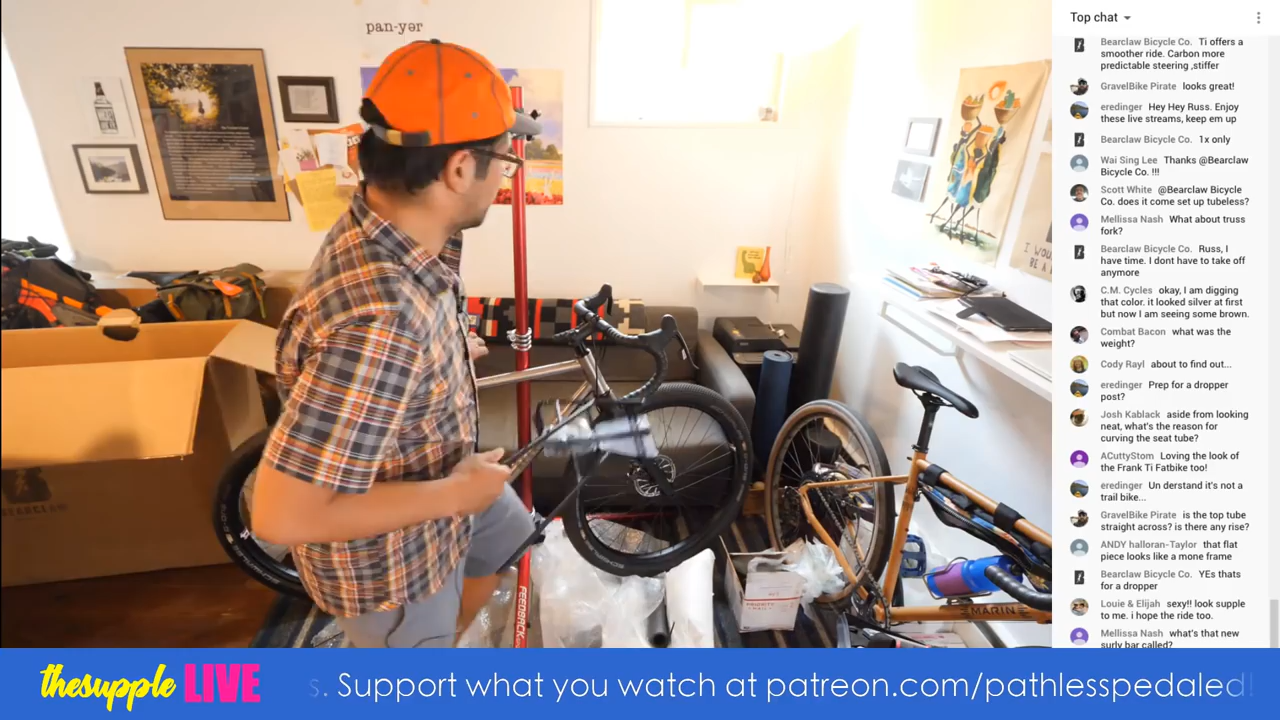 pan-yər
I WOU
BE A
PRIORITY
MARIN
FEEDBACK
Top chat
Bearclaw Bicycle Co. Ti offers a
smoother ride. Carbon more
predictable steering ,stiffer
GravelBike Pirate looks great!
eredinger Hey Hey Russ. Enjoy
these live streams, keep em up
Bearclaw Bicycle Co. 1x only
Wai Sing Lee Thanks @Bearclaw
Bicycle Co. !!!
Scott White @Bearclaw Bicycle
Co. does it come set up tubeless?
Mellissa Nash What about truss
fork?
Bearclaw Bicycle Co. Russ, I
have time. I dont have to take off
anymore
C.M. Cycles okay, I am digging
that color. it looked silver at first
but now I am seeing some brown.
Combat Bacon what was the
weight?
Cody Rayl about to find out...
eredinger Prep for a dropper
post?
Josh Kablack aside from looking
neat, what's the reason for
curving the seat tube?
ACuttyStom Loving the look of
the Frank Ti Fatbike too!
eredinger Un derstand it's not a
trail bike...
GravelBike Pirate is the top tube
straight across? is there any rise?
ANDY halloran-Taylor that flat
piece looks like a mone frame
Bearclaw Bicycle Co. YEs thats
for a dropper
Louie & Elijah sexy!! look supple
to me. i hope the ride too.
Mellissa Nash what's that new
surly bar called?
thesupple LIVE
s. Support what you watch at patreon.com/pathlesspedaled!